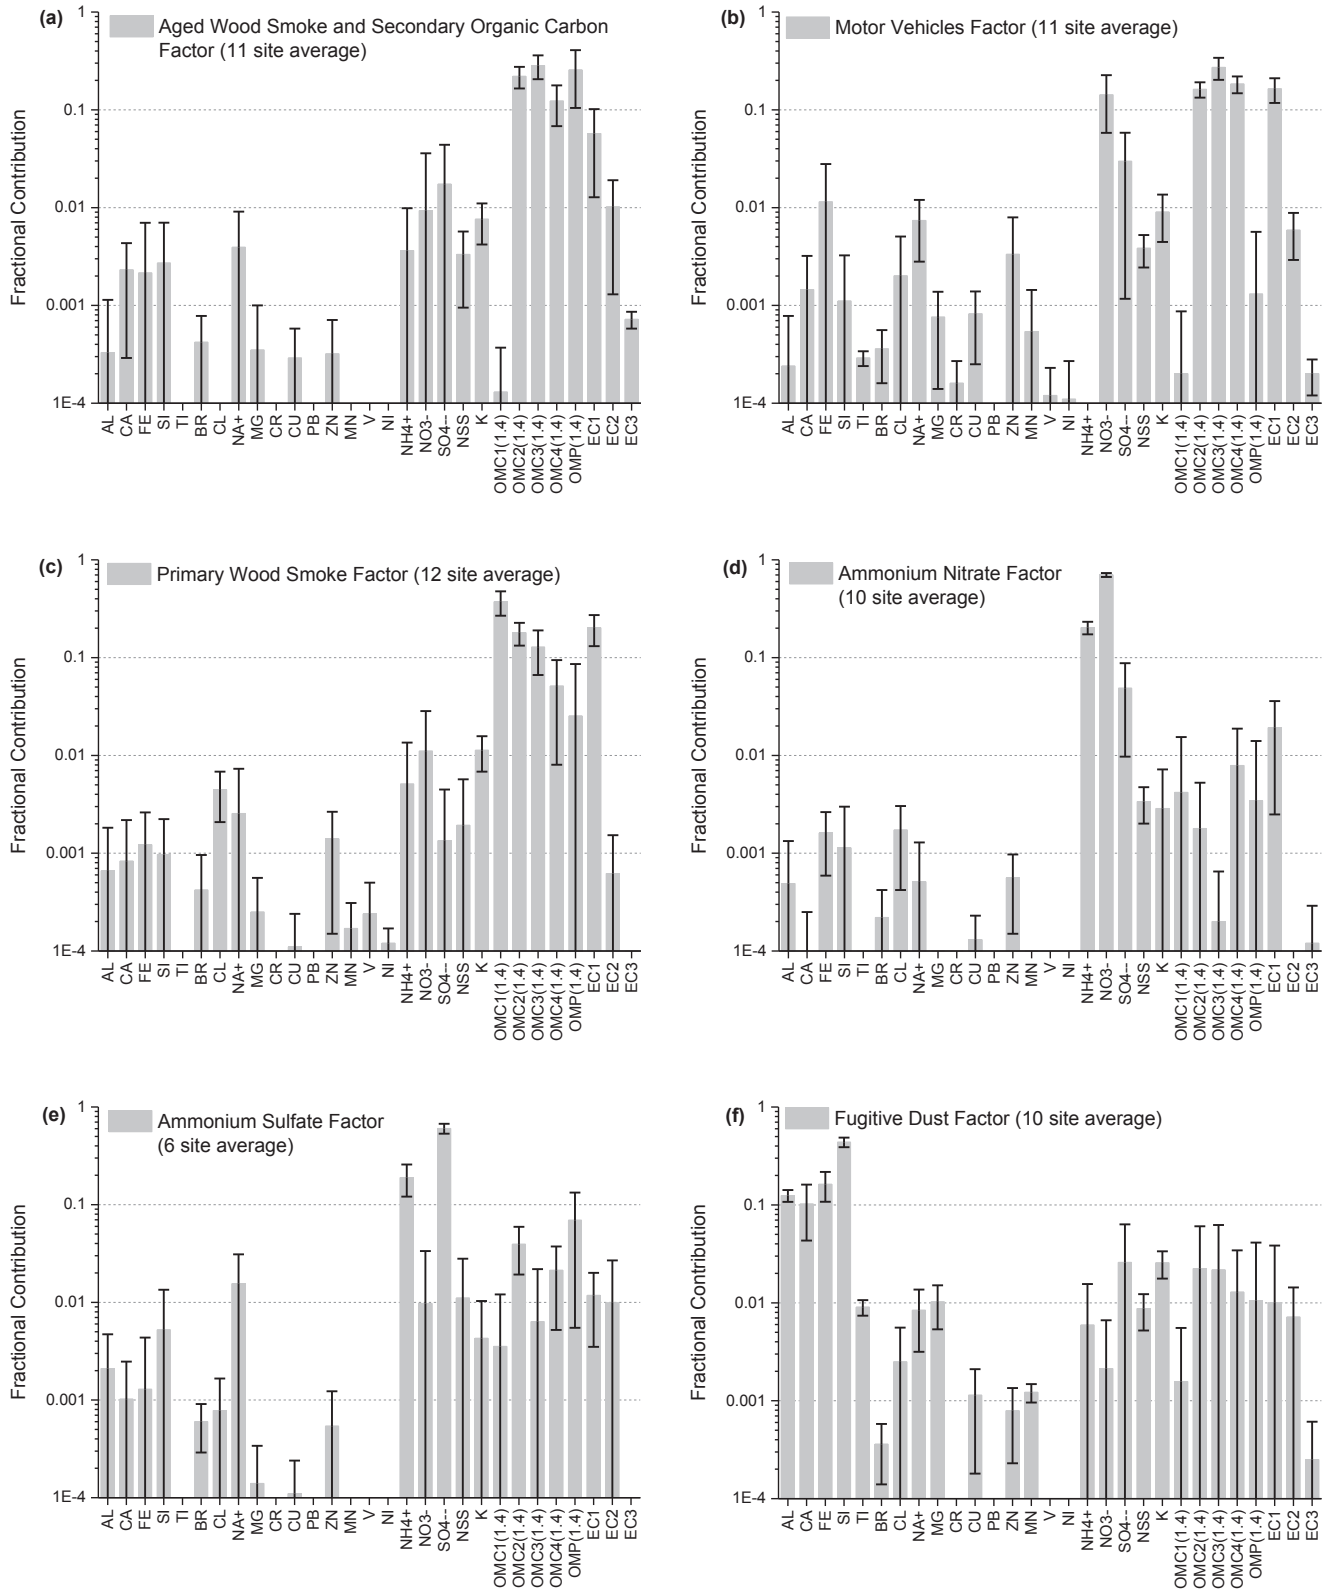 (a)
Aged Wood Smoke and Secondary Organic Carbon
Factor (11 site average)
Fractional Contribution
1
0.1
0.01
0.001
1E-4
AL
CA
FE
SI
TI
BR
CL
NA+
MG
CR
CU
PB
ZN
MN
V
NI
NH4+
NO3-
SO4--
NSS
K
OMC1(1.4)
OMC2(1.4)
OMC3(1.4)
OMC4(1.4)
OMP(1.4)
EC1
EC2
EC3
(b)
Motor Vehicles Factor (11 site average)
Fractional Contribution
1
0.1
0.01
0.001
1E-4
AL
CA
FE
SI
TI
BR
CL
NA+
MG
CR
CU
PB
ZN
MN
V
NI
NH4+
NO3-
SO4--
NSS
K
OMC1(1.4)
OMC2(1.4)
OMC3(1.4)
OMC4(1.4)
OMP(1.4)
EC1
EC2
EC3
(c)
Primary Wood Smoke Factor (12 site average)
Fractional Contribution
1
0.1
0.01
0.001
1E-4
AL
CA
FE
SI
TI
BR
CL
NA+
MG
CR
CU
PB
ZN
MN
V
NI
NH4+
NO3-
SO4--
NSS
K
OMC1(1.4)
OMC2(1.4)
OMC3(1.4)
OMC4(1.4)
OMP(1.4)
EC1
EC2
EC3
(d)
Ammonium Nitrate Factor
(10 site average)
Fractional Contribution
1
0.1
0.01
0.001
1E-4
AL
CA
FE
SI
TI
BR
CL
NA+
MG
CR
CU
PB
ZN
MN
V
NI
NH4+
NO3-
SO4--
NSS
K
OMC1(1.4)
OMC2(1.4)
OMC3(1.4)
OMC4(1.4)
OMP(1.4)
EC1
EC2
EC3
(e)
Ammonium Sulfate Factor
(6 site average)
Fractional Contribution
1
0.1
0.01
0.001
1E-4
AL
CA
FE
SI
TI
BR
CL
NA+
MG
CR
CU
PB
ZN
MN
V
NI
NH4+
NO3-
SO4--
NSS
K
OMC1(1.4)
OMC2(1.4)
OMC3(1.4)
OMC4(1.4)
OMP(1.4)
EC1
EC2
EC3
(f)
Fugitive Dust Factor (10 site average)
Fractional Contribution
1
0.1
0.01
0.001
1E-4
AL
CA
FE
SI
TI
BR
CL
NA+
MG
CR
CU
PB
ZN
MN
V
NI
NH4+
NO3-
SO4--
NSS
K
OMC1(1.4)
OMC2(1.4)
OMC3(1.4)
OMC4(1.4)
OMP(1.4)
EC1
EC2
EC3